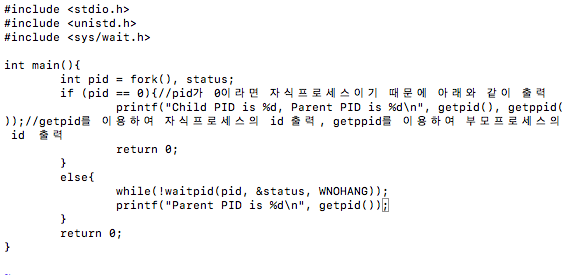 #include <stdio.h>
#include <unistd.h>
#include <sys/wait.h>

int main(){
        int pid = fork(), status;
        if (pid == 0){//pid가 0이라면 자식프로세스이기 때문에 아래와 같이 출력
                printf("Child PID is %d, Parent PID is %d\n", getpid(), getppid(
));//getpid를 이용하여 자식프로세스의 id 출력, getppid를 이용하여 부모프로세스의
 id 출력
                return 0;
        }
        else{
                while(!waitpid(pid, &status, WNOHANG));
                printf("Parent PID is %d\n", getpid());
        }
        return 0;
}
~